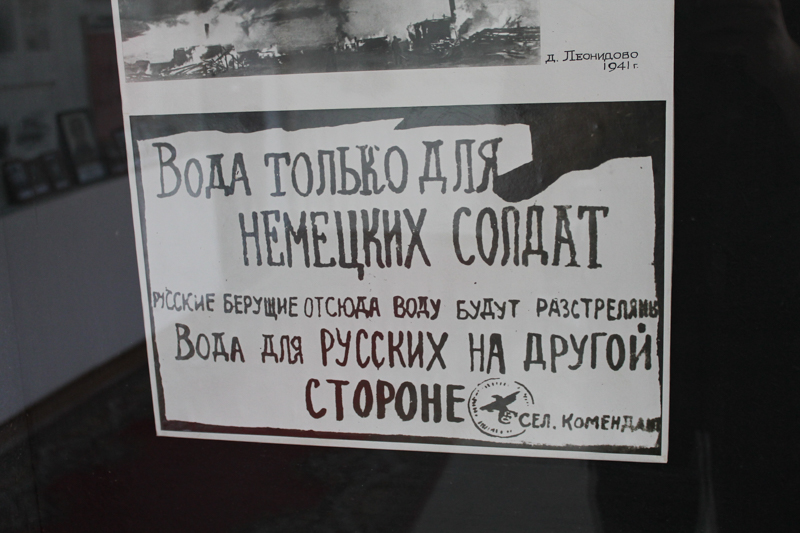 д. Леонидово
1941г.
Вода только для
немецких солдат
русские берущие отсюда воду будут разстреляны
Вода для русских на другой
стороне
сел. комендант